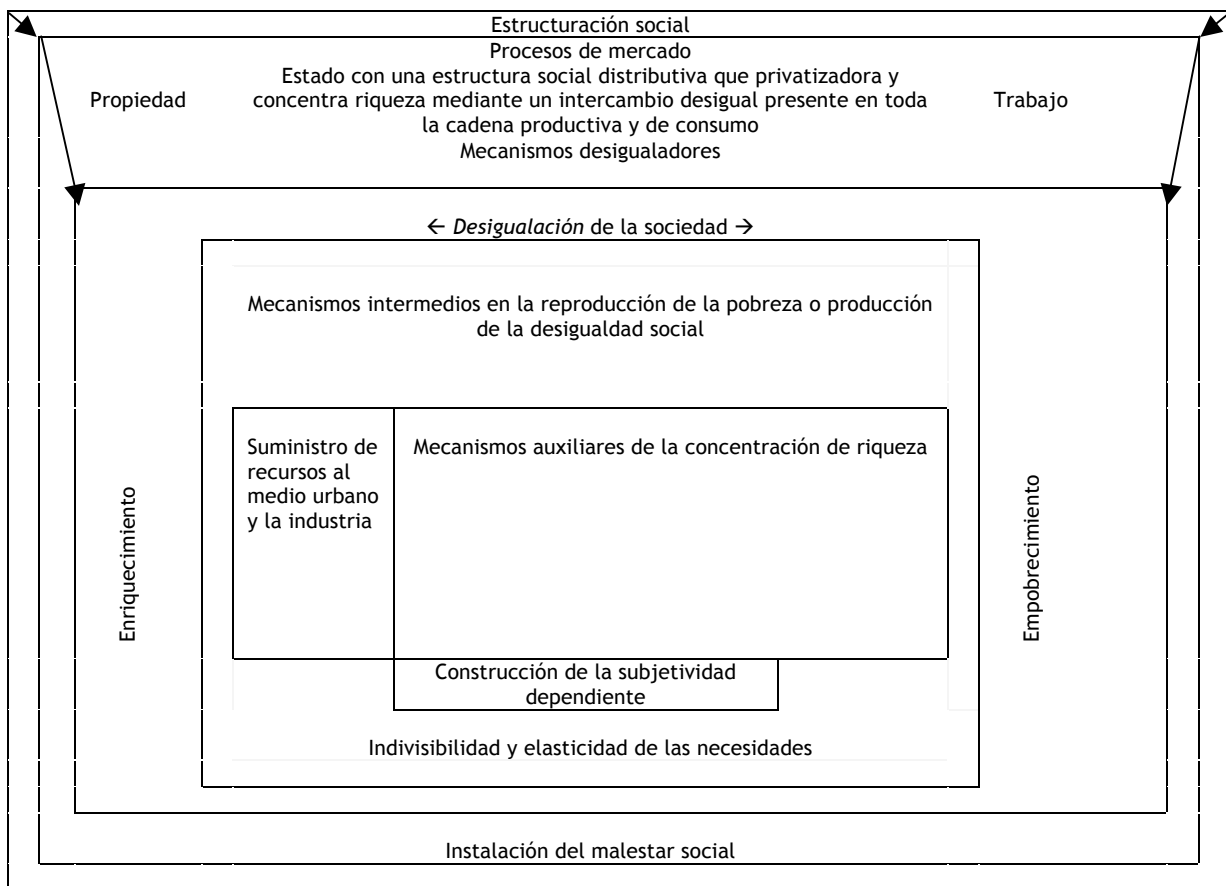 Estructuración social
Procesos de mercado
Estado con una estructura social distributiva que privatizadora y
Propiedad
concentra riqueza mediante un intercambio desigual presente en toda
Trabajo
la cadena productiva y de consumo
Mecanismos desigualadores
← Desigualación de la sociedad →
Mecanismos intermedios en la reproducción de la pobreza o producción
de la desigualdad social
Suministro de
recursos al
medio urbano
y la industria
Mecanismos auxiliares de la concentración de riqueza
Enriquecimiento
Empobrecimiento
Construcción de la subjetividad
dependiente
Indivisibilidad y elasticidad de las necesidades
Instalación del malestar social